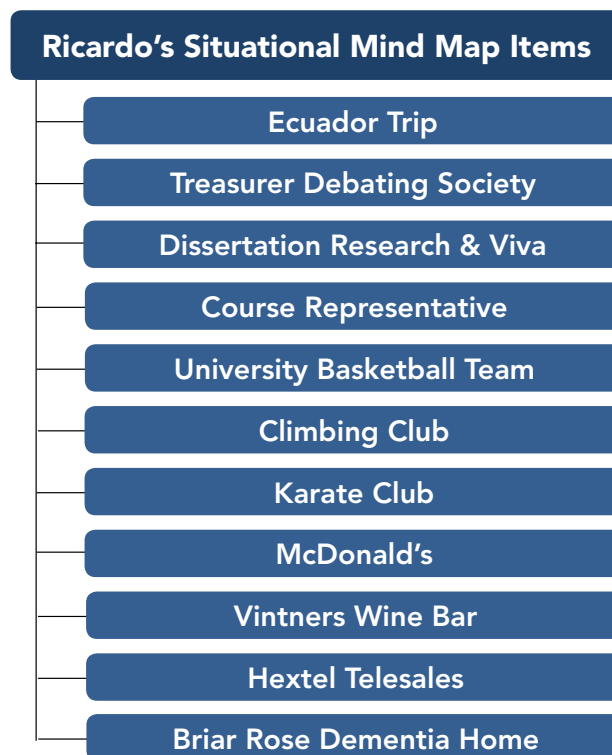 Ricardo’s Situational Mind Map Items
Ecuador Trip
Treasurer Debating Society
Dissertation Research & Viva
Course Representative
University Basketball Team
Climbing Club
Karate Club
McDonald’s
Vintners Wine Bar
Hextel Telesales
Briar Rose Dementia Home